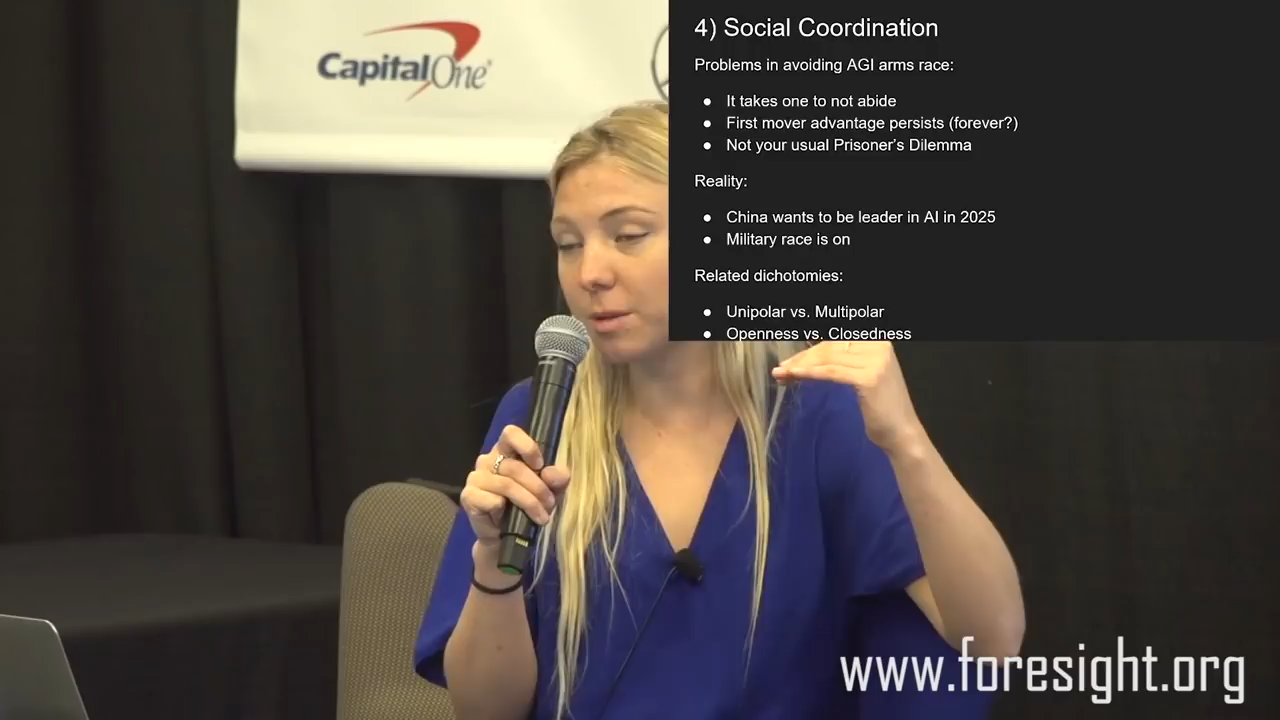 CapitalOne
4) Social Coordination
Problems in avoiding AGI arms race:
● It takes one to not abide
● First mover advantage persists (forever?)
● Not your usual Prisoner's Dilemma
Reality:
● China wants to be leader in AI in 2025
● Military race is on
Related dichotomies:
● Unipolar vs. Multipolar
● Openness vs. Closedness
www.foresight.org